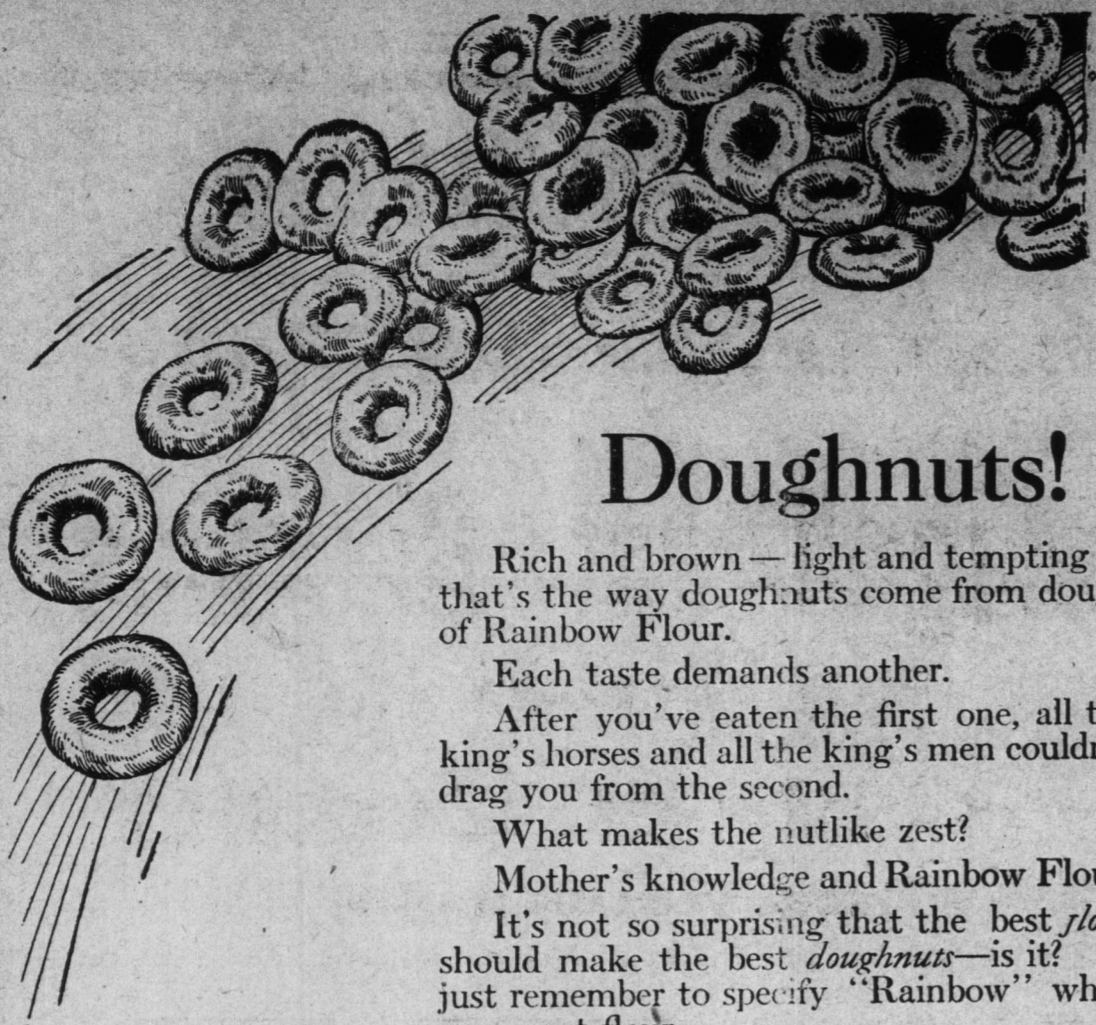 Doughnuts!
Rich and brown — light and tempting
that's the way doughnuts come from dou
of Rainbow Flour.
Each taste demands another.
After you've eaten the first one, all t
king's horses and all the king's men couldn
drag you from the second.
What makes the nutlike zest?
Mother's knowledge and Rainbow Flou
It's not so surprising that the best flo
should make the best doughnuts—is it?
just remember to specify "Rainbow" wh